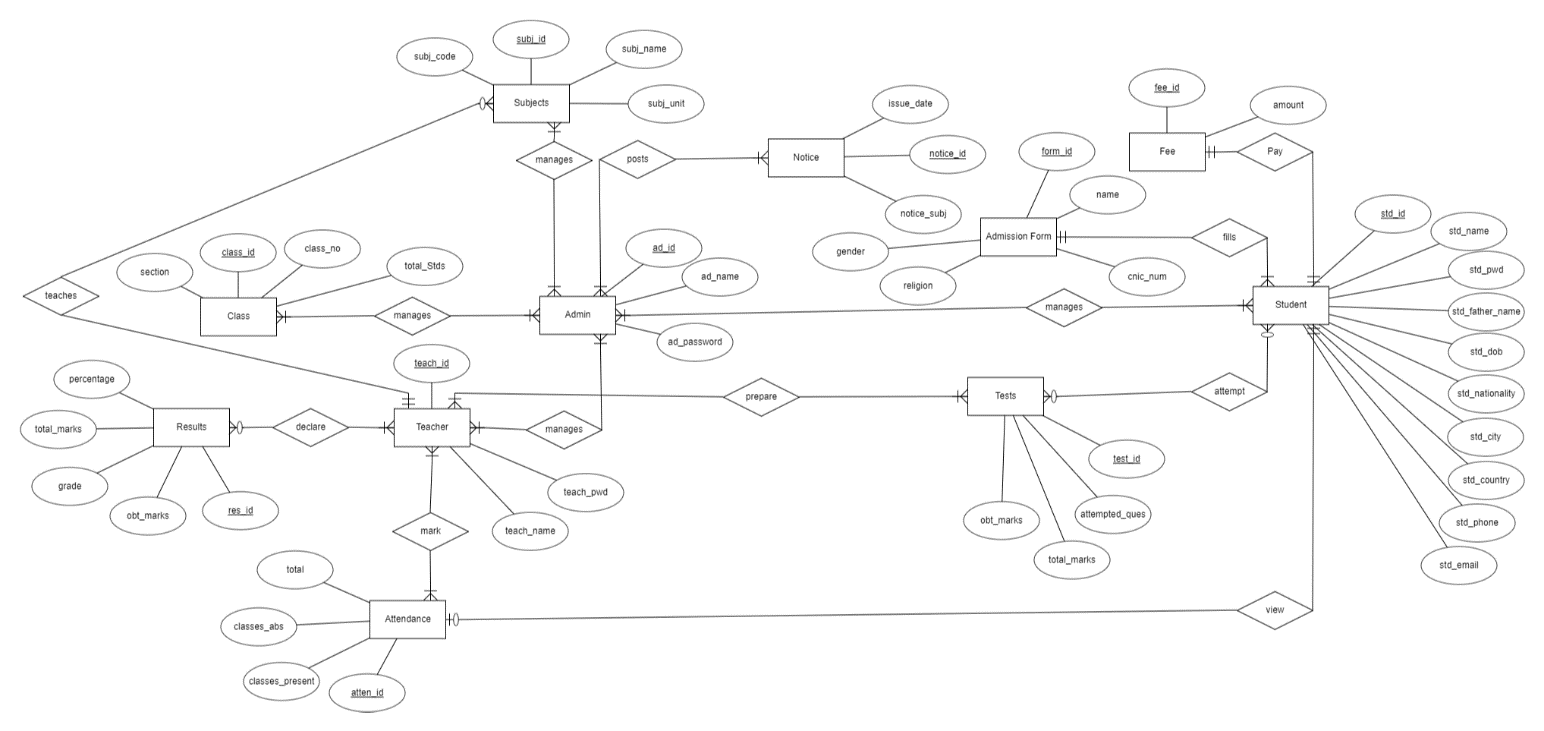 subj_id
subj_code
subj_name
Subjects
subj_unit
manages
posts
Notice
issue_date
notice_id
notice_subj
fee_id
amount
Fee
Pay
form_id
name
Admission Form
gender
religion
cnic_num
fills
std_id
std_name
std_pwd
std_father_name
std_dob
std_nationality
std_city
std_country
std_phone
std_email
Student
class_id
class_no
section
total_Stds
teaches
Class
manages
Admin
ad_id
ad_name
ad_password
manages
teach_id
percentage
total_marks
grade
obt_marks
res_id
Results
declare
Teacher
manages
teach_pwd
teach_name
prepare
Tests
attempt
test_id
attempted_ques
obt_marks
total_marks
mark
total
classes_abs
classes_present
atten_id
Attendance
view